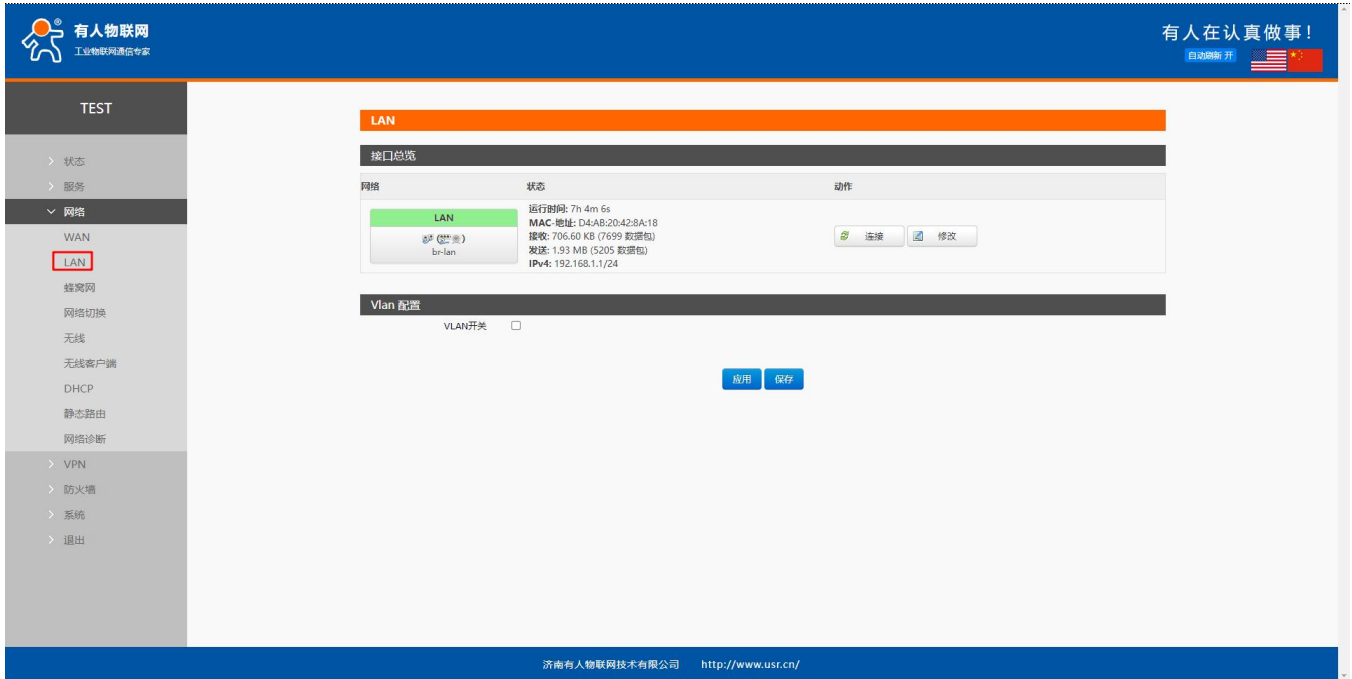 有人物联网
工业物联网通信专家
有人在认真做事！
自动刷新 开
TEST
状态
服务
网络
WAN
LAN
蜂窝网
网络切换
无线
无线客户端
DHCP
静态路由
网络诊断
VPN
防火墙
系统
退出
LAN
接口总览
网络 状态 动作
LAN
br-lan
运行时间: 7h 4m 6s
MAC-地址: D4:AB:20:42:8A:18
接收: 706.60 KB (7699 数据包)
发送: 1.93 MB (5205 数据包)
IPv4: 192.168.1.1/24
连接 修改
Vlan 配置
VLAN开关
应用 保存
济南有人物联网技术有限公司 http://www.usr.cn/